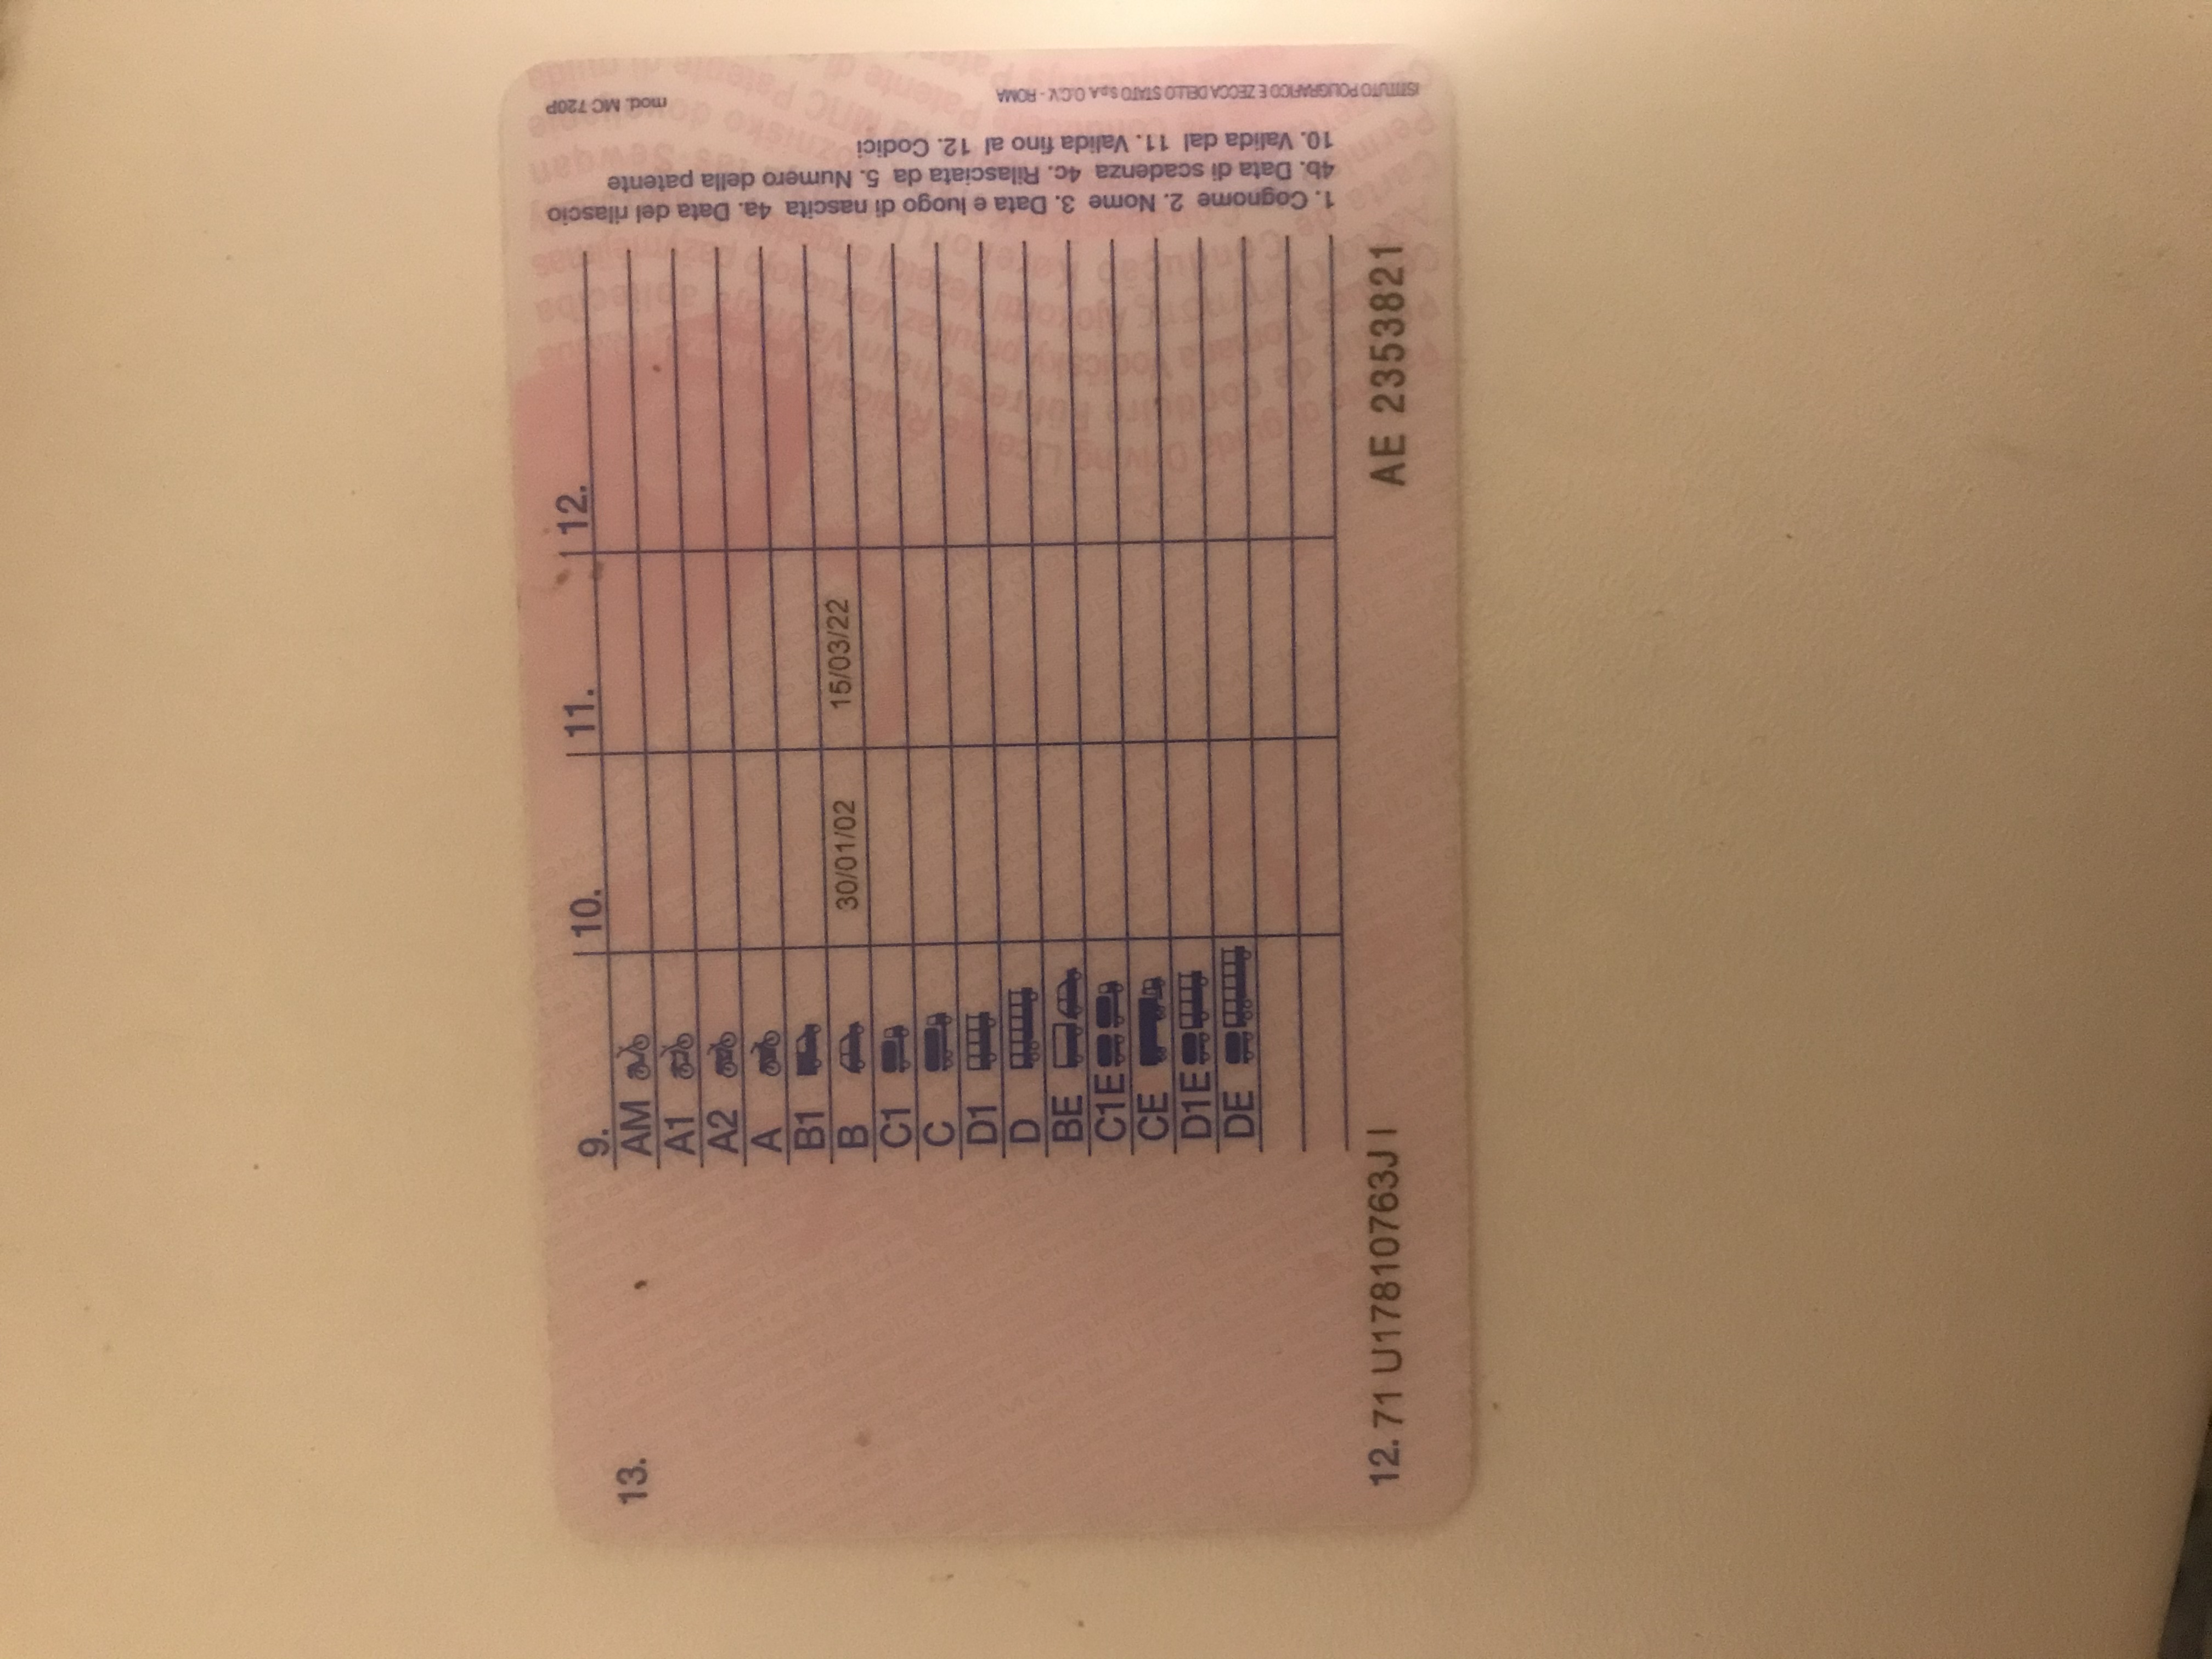 13.
9. 10. 11. 12.
AM
A1
A2
A
B1
B 30/01/02 15/03/22
C1
C
D1
D
BE
C1E
CE
D1E
DE
12. 71 U17810763J I
AE 2353821
1. Cognome 2. Nome 3. Data e luogo di nascita 4a. Data del rilascio
4b. Data di scadenza 4c. Rilasciata da 5. Numero della patente
10. Valida dal 11. Valida fino al 12. Codici
ISTITUTO POLIGRAFICO E ZECCA DELLO STATO S.p.A. O.C.V. - ROMA
mod. MC 720P